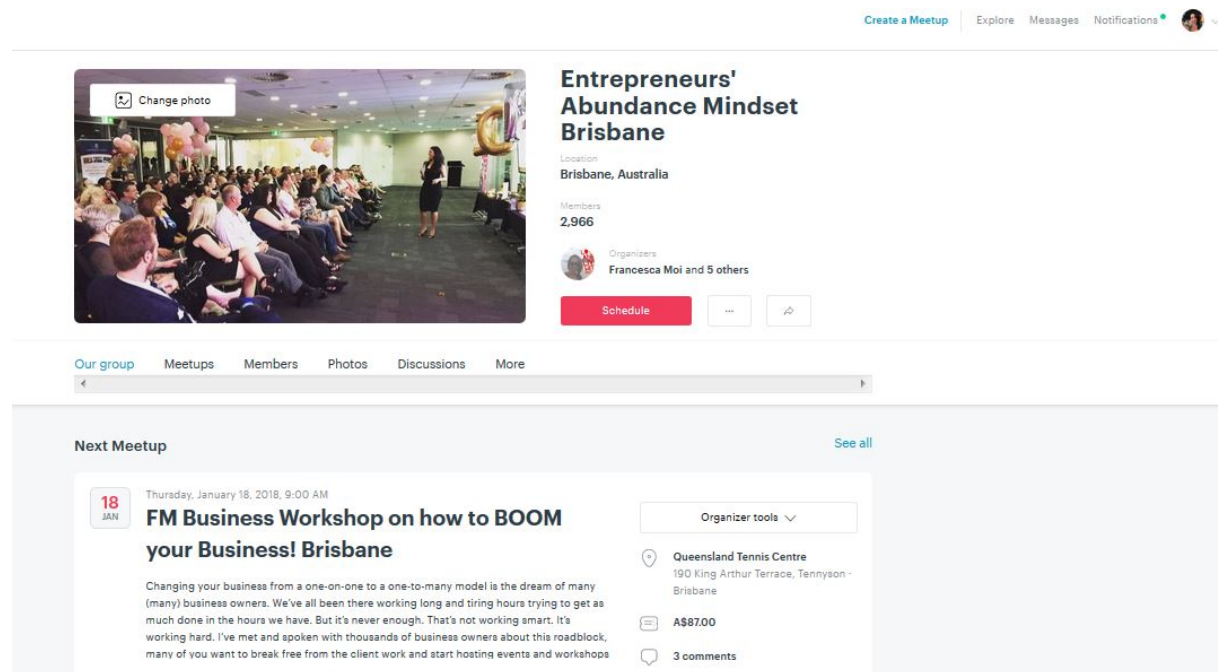 Create a Meetup
Explore
Messages
Notifications
Change photo
Entrepreneurs'
Abundance Mindset
Brisbane
Location
Brisbane, Australia
Members
2,966
Organizers
Francesca Moi and 5 others
Schedule
Our group
Meetups
Members
Photos
Discussions
More
Next Meetup
See all
18
JAN
Thursday, January 18, 2018, 9:00 AM
FM Business Workshop on how to BOOM
your Business! Brisbane
Changing your business from a one-on-one to a one-to-many model is the dream of many
(many) business owners. We've all been there working long and tiring hours trying to get as
much done in the hours we have. But it's never enough. That's not working smart. It's
working hard. I've met and spoken with thousands of business owners about this roadblock,
many of you want to break free from the client work and start hosting events and workshops
Organizer tools
Queensland Tennis Centre
190 King Arthur Terrace, Tennyson ·
Brisbane
A$87.00
3 comments